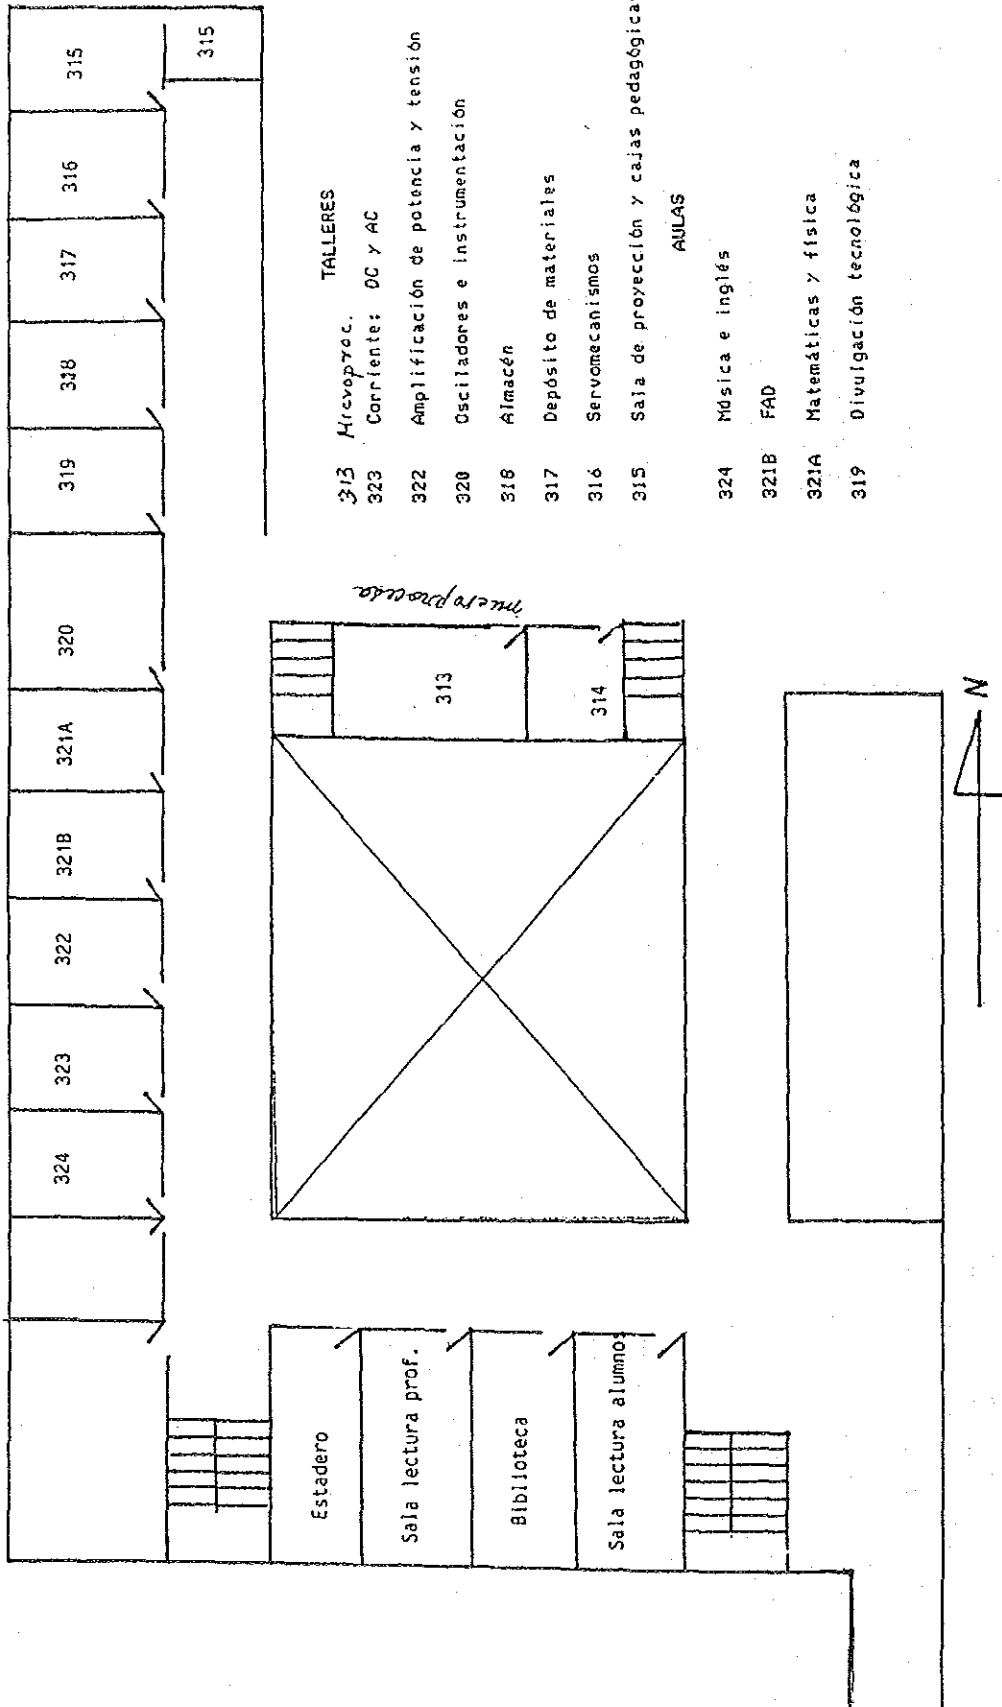 324
323
322
321B
321A
320
319
318
317
316
315
315
Estadero
Sala lectura prof.
Biblioteca
Sala lectura alumnos
313
314
microprocesa
N
TALLERES
313 Microproc.
323 Corriente: DC y AC
322 Amplificación de potencia y tensión
320 Osciladores e instrumentación
318 Almacén
317 Depósito de materiales
316 Servomecanismos
315 Sala de proyección y cajas pedagógicas
AULAS
324 Música e inglés
321B FAD
321A Matemáticas y física
319 Divulgación tecnológica